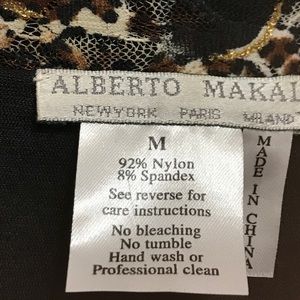 ALBERTO MAKAL
NEWYORK PARIS MILAND
M
92% Nylon
8% Spandex
See reverse for
care instructions
No bleaching
No tumble
Hand wash or
Professional clean
MADE IN CHINA